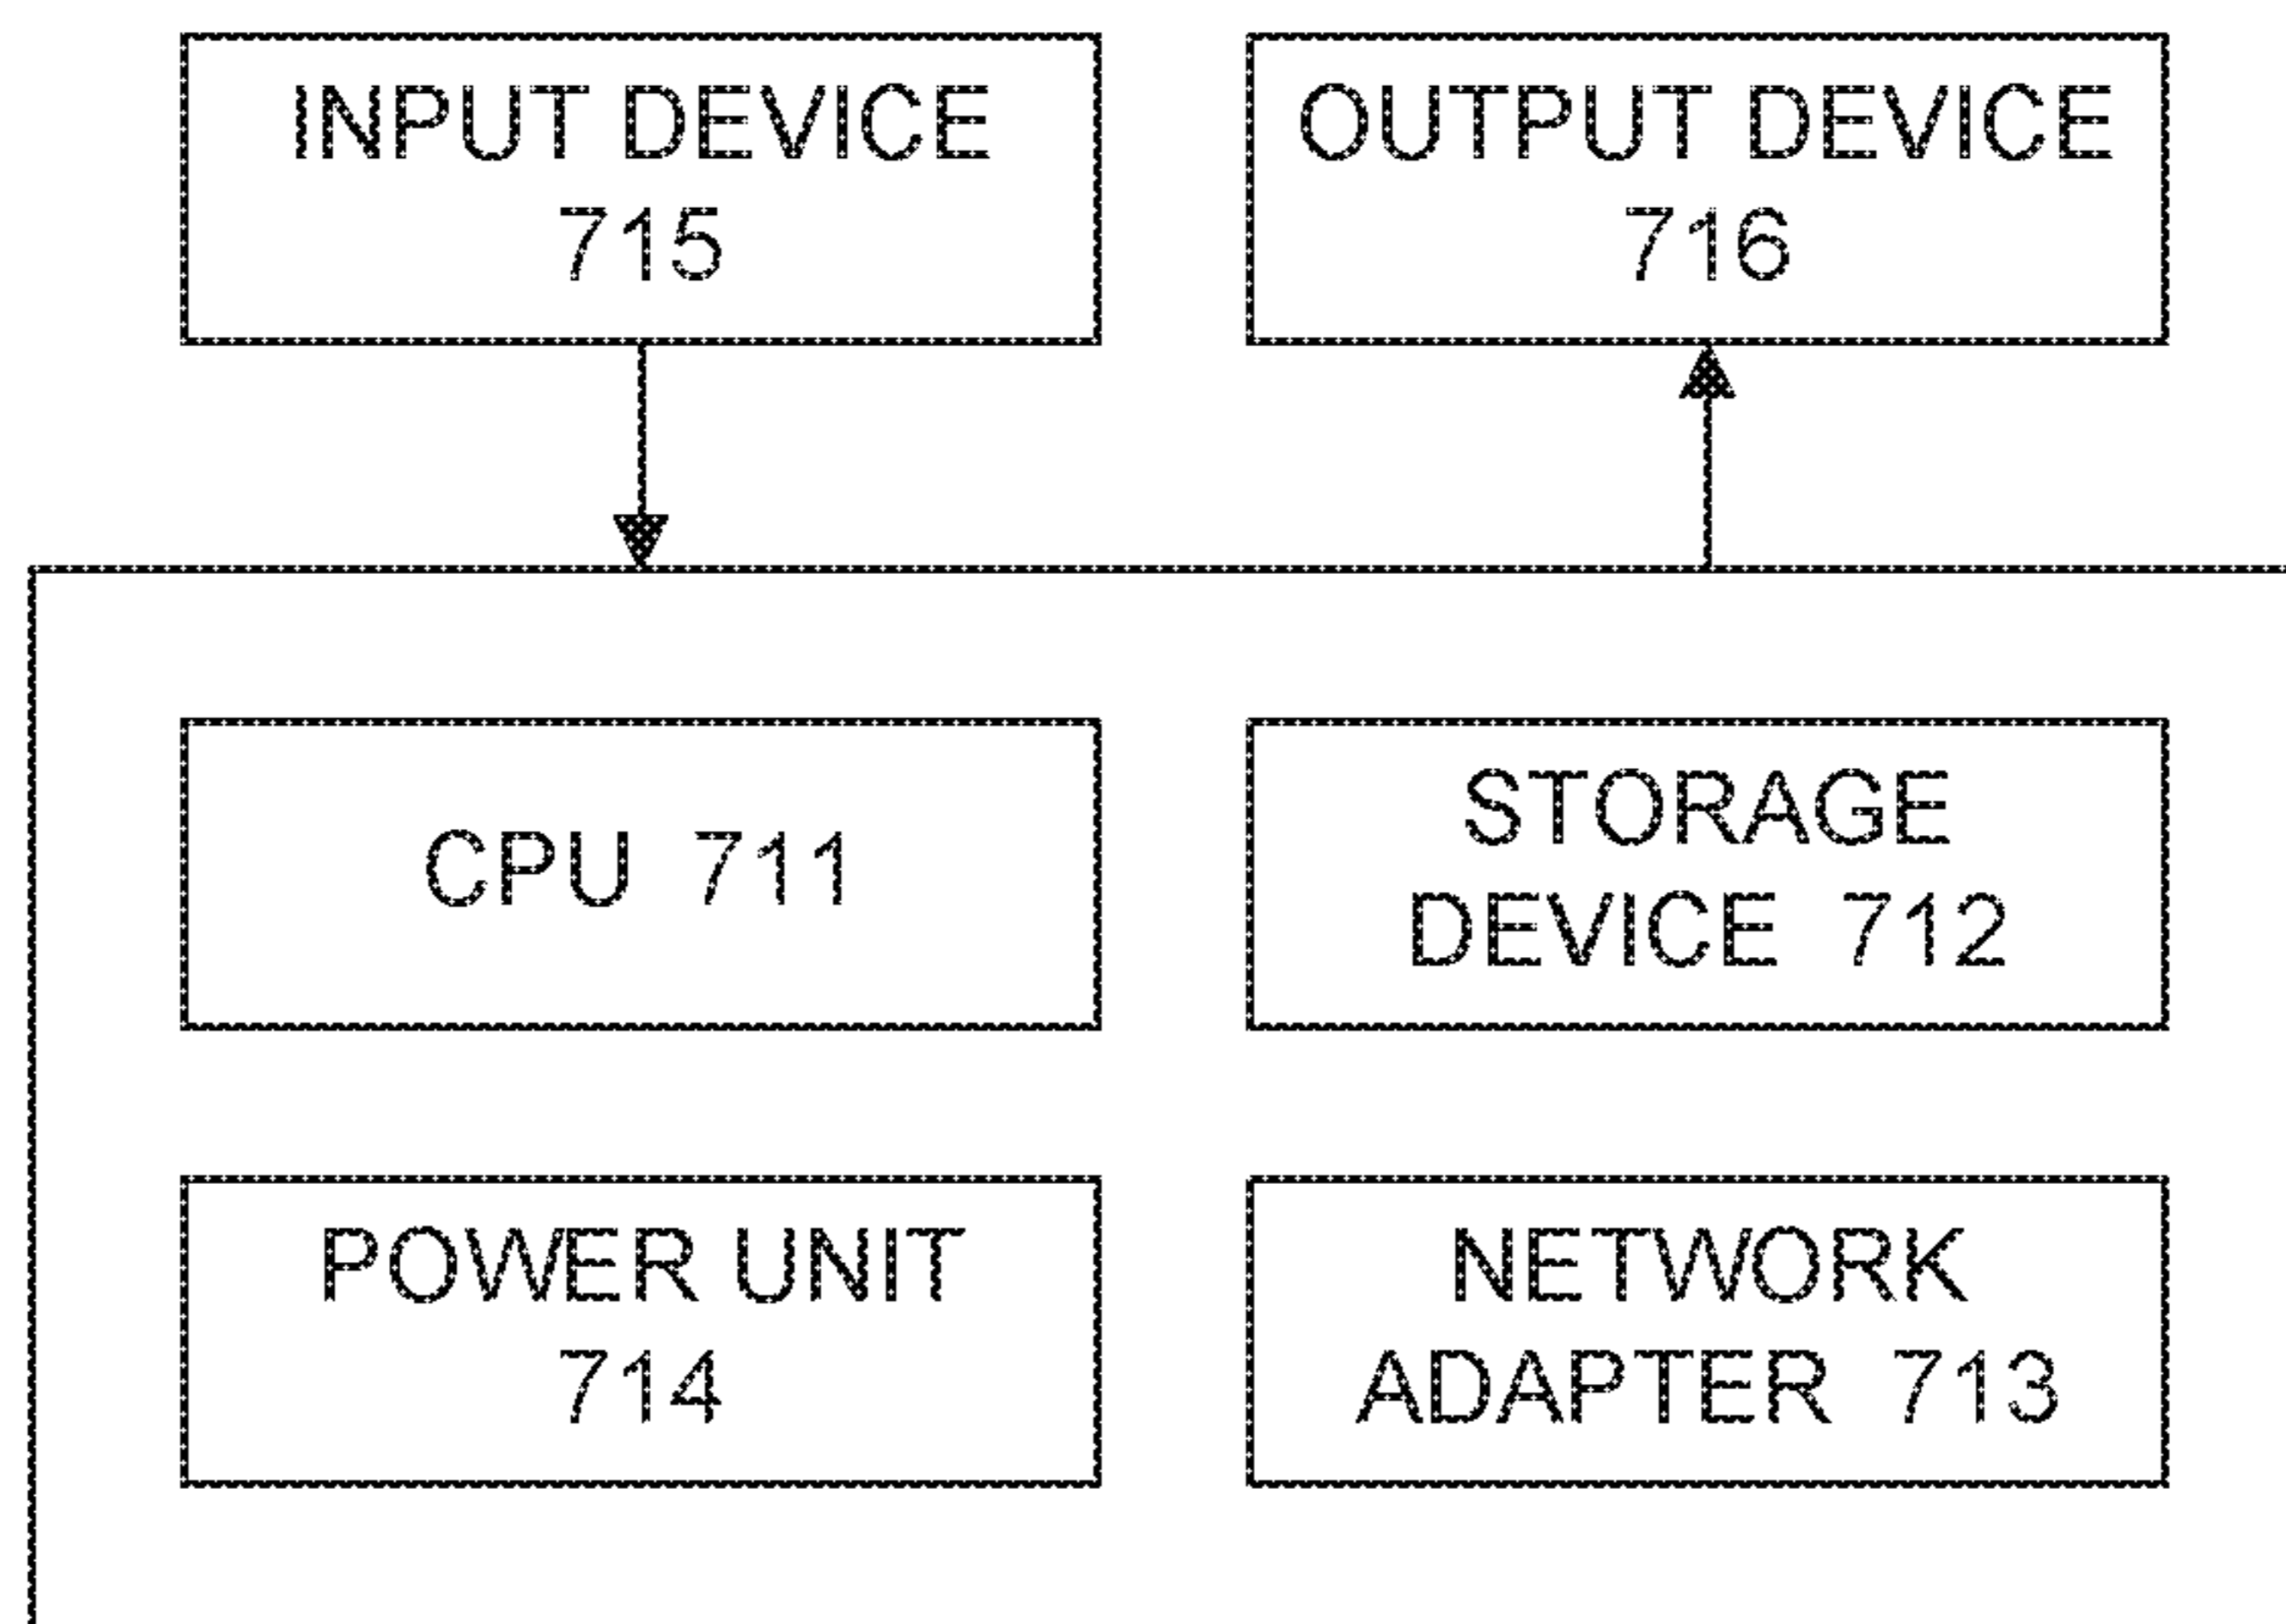 INPUT DEVICE
715
OUTPUT DEVICE
716
CPU 711
STORAGE
DEVICE 712
POWER UNIT
714
NETWORK
ADAPTER 713